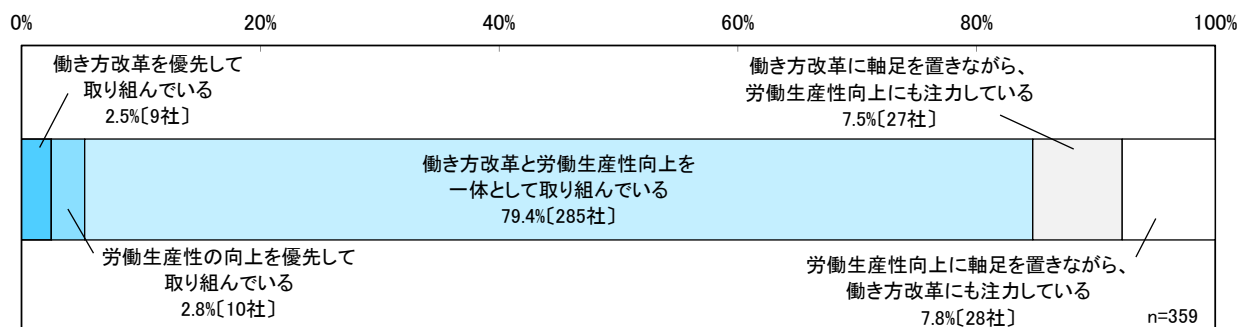 0% 20% 40% 60% 80% 100%
働き方改革を優先して
取り組んでいる
2.5%〔9社〕
働き方改革に軸足を置きながら、
労働生産性向上にも注力している
7.5%〔27社〕
働き方改革と労働生産性向上を
一体として取り組んでいる
79.4%〔285社〕
労働生産性の向上を優先して
取り組んでいる
2.8%〔10社〕
労働生産性向上に軸足を置きながら、
働き方改革にも注力している
7.8%〔28社〕
n=359